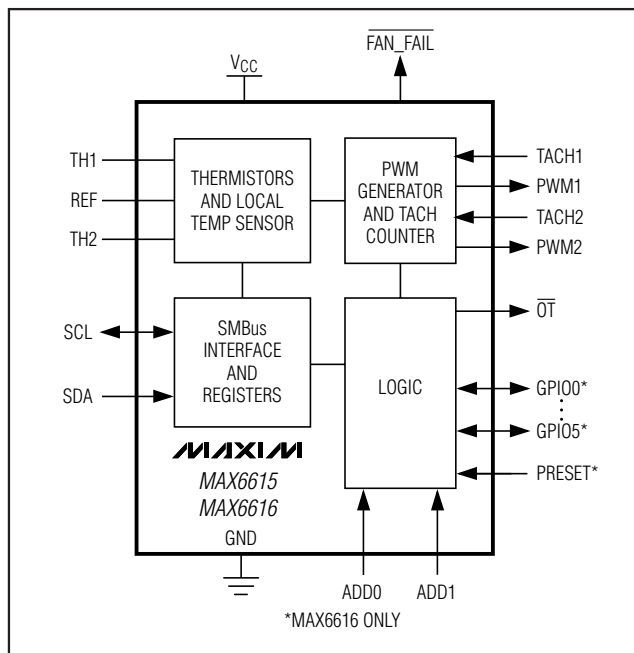 FAN_FAIL
VCC
TH1
REF
TH2
THERMISTORS
AND LOCAL
TEMP SENSOR
PWM
GENERATOR
AND TACH
COUNTER
TACH1
PWM1
TACH2
PWM2
SCL
SDA
SMBus
INTERFACE
AND
REGISTERS
LOGIC
OT
GPIO0*
GPIO5*
PRESET*
MAXIM
MAX6615
MAX6616
GND
ADD0
ADD1
*MAX6616 ONLY